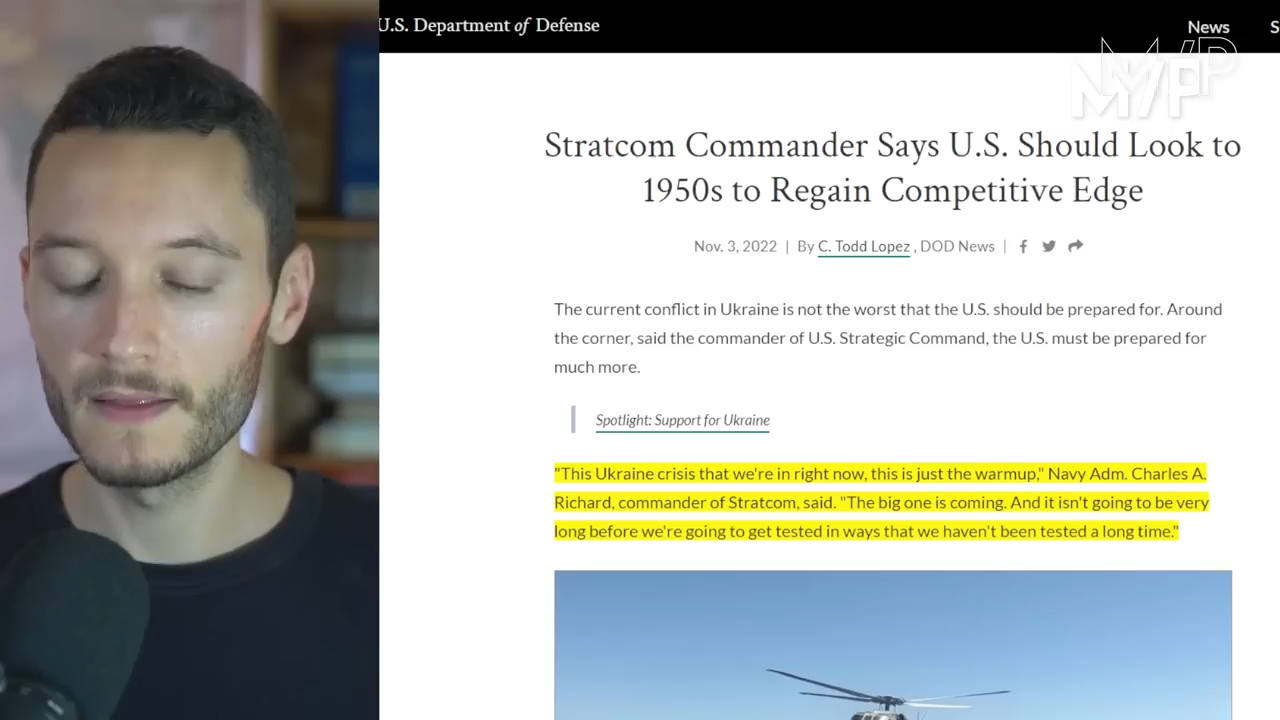 U.S. Department of Defense
News
M/P
Stratcom Commander Says U.S. Should Look to
1950s to Regain Competitive Edge
Nov. 3, 2022 | By C. Todd Lopez , DOD News |
The current conflict in Ukraine is not the worst that the U.S. should be prepared for. Around
the corner, said the commander of U.S. Strategic Command, the U.S. must be prepared for
much more.
Spotlight: Support for Ukraine
"This Ukraine crisis that we're in right now, this is just the warmup," Navy Adm. Charles A.
Richard, commander of Stratcom, said. "The big one is coming. And it isn't going to be very
long before we're going to get tested in ways that we haven't been tested a long time."